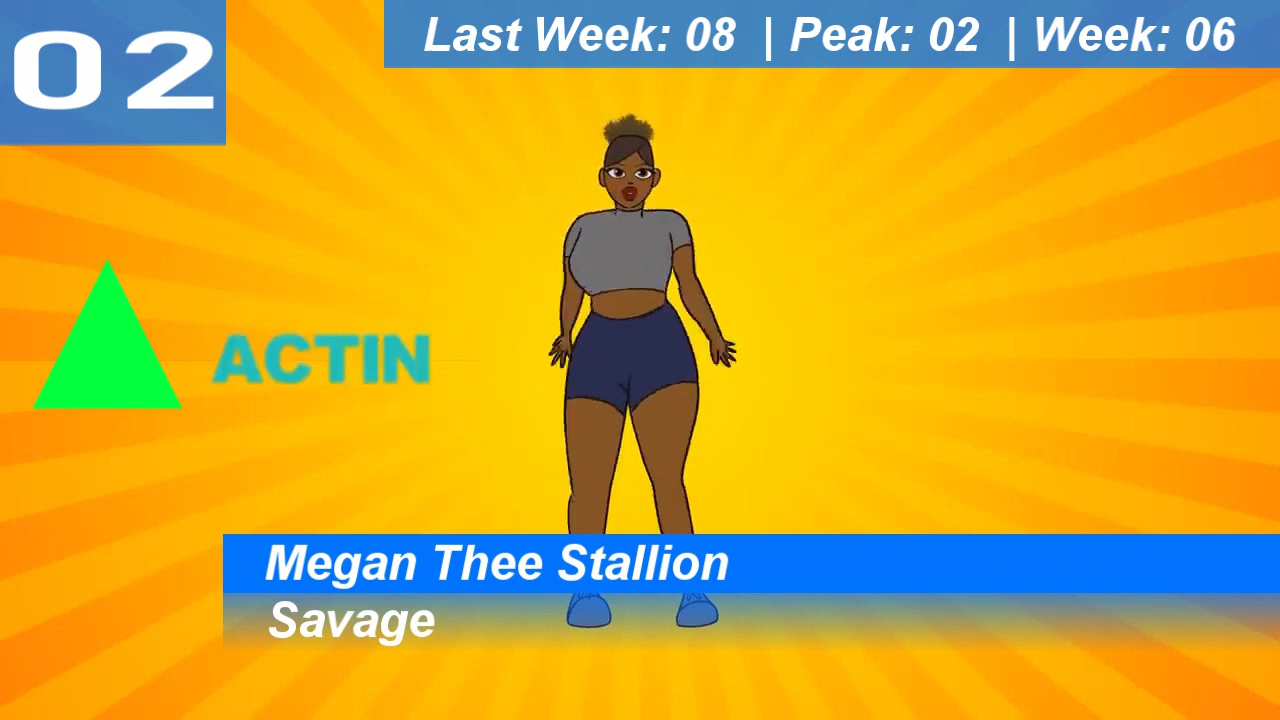 02
Last Week: 08 | Peak: 02 | Week: 06
ACTIN
Megan Thee Stallion
Savage